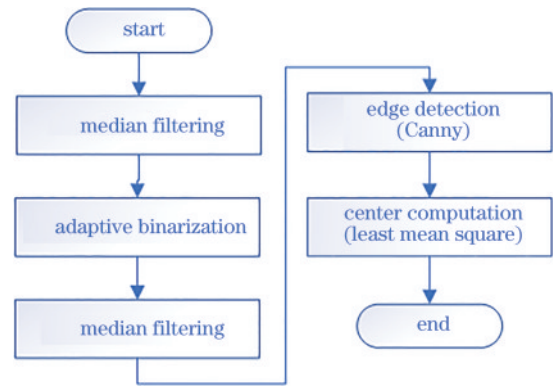 start
median filtering
adaptive binarization
median filtering
edge detection
(Canny)
center computation
(least mean square)
end